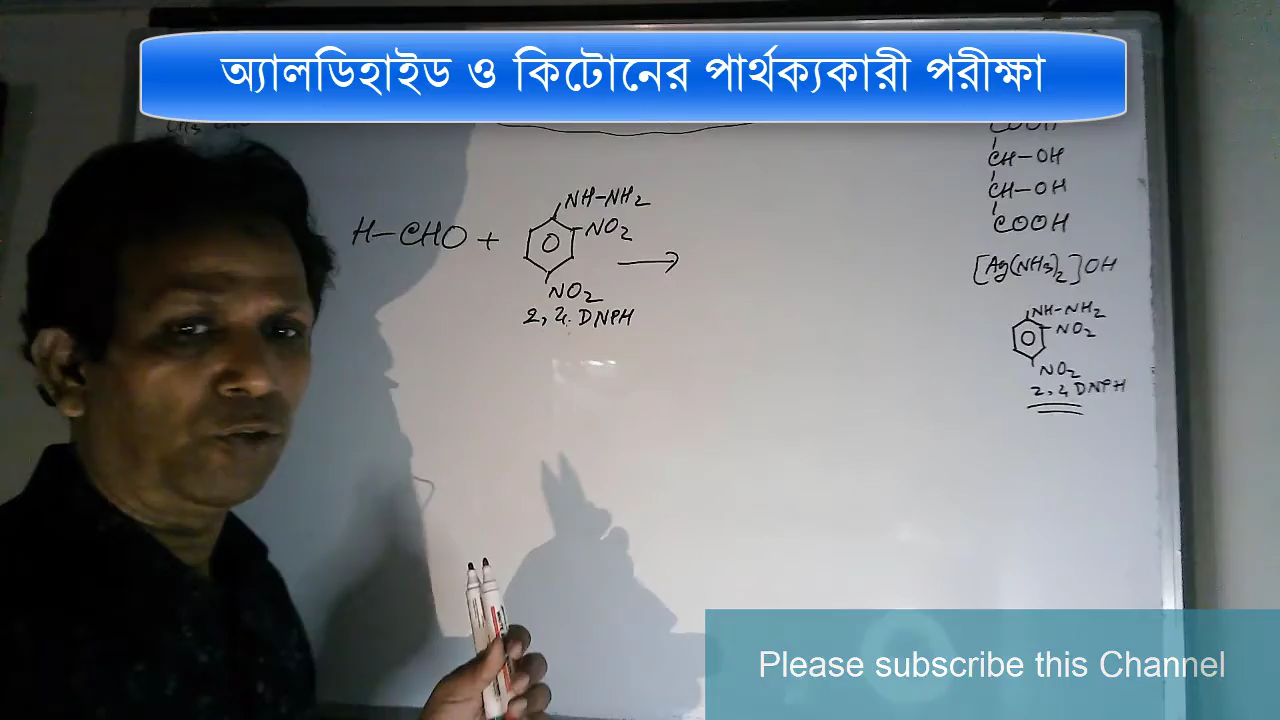 অ্যালডিহাইড ও কিটোনের পার্থক্যকারী পরীক্ষা
H-CHO +
NH-NH2
NO2
NO2
2, 4. DNPH
COOH
CH-OH
CH-OH
COOH
[Ag(NH3)2]OH
NH-NH2
NO2
NO2
2, 4 DNPH
Please subscribe this Channel